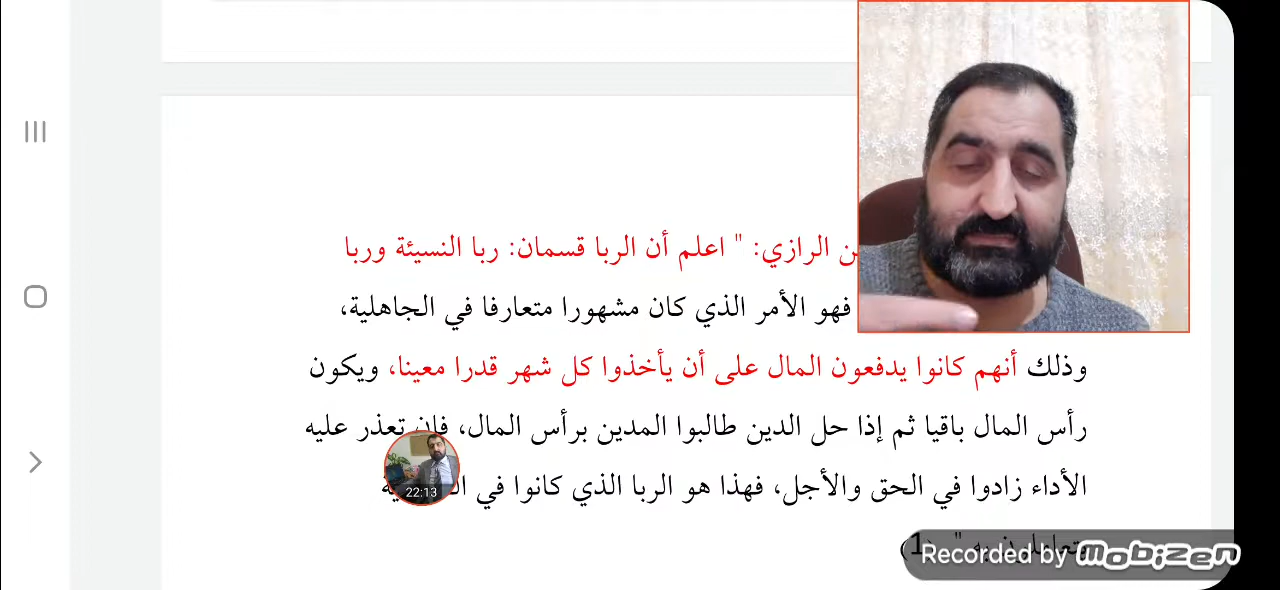 ن الرازي: " اعلم أن الربا قسمان: ربا النسيئة وربا
فهو الأمر الذي كان مشهورا متعارفا في الجاهلية،
وذلك أنهم كانوا يدفعون المال على أن يأخذوا كل شهر قدرا معينا، ويكون
رأس المال باقيا ثم إذا حل الدين طالبوا المدين برأس المال، فإن تعذر عليه
الأداء زادوا في الحق والأجل، فهذا هو الربا الذي كانوا في
22:13
" (1)
Recorded by mobizen